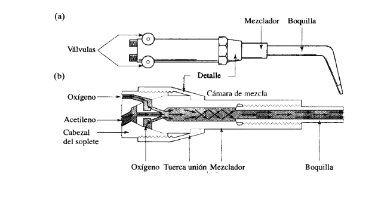 (a)
Mezclador
Boquilla
Válvulas
Detalle
(b)
Cámara de mezcla
Oxígeno
Acetileno
Cabezal
del soplete
Oxígeno
Tuerca unión
Mezclador
Boquilla